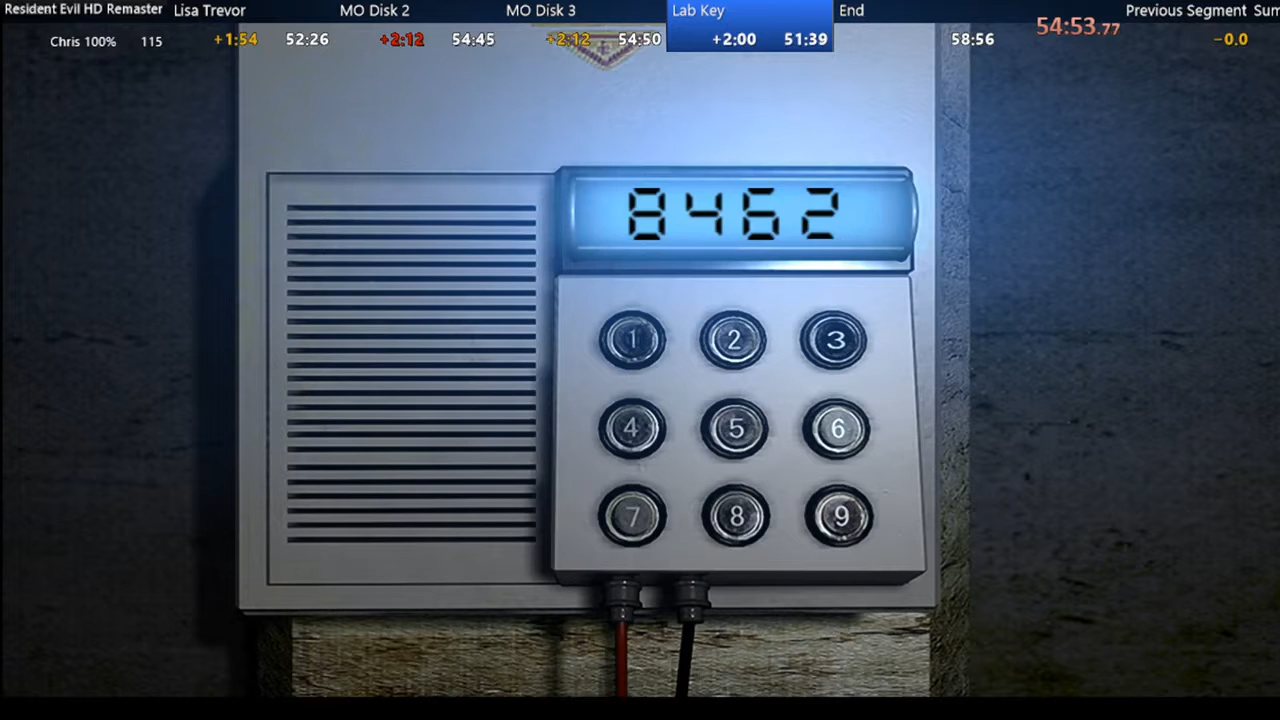 Resident Evil HD Remaster Lisa Trevor MO Disk 2 MO Disk 3 Lab Key End Previous Segment Sum
Chris 100% 115 +1:54 52:26 +2:12 54:45 +2:12 54:50 +2:00 51:39 58:56 54:53.77 −0.0
8462
1 2 3
4 5 6
7 8 9